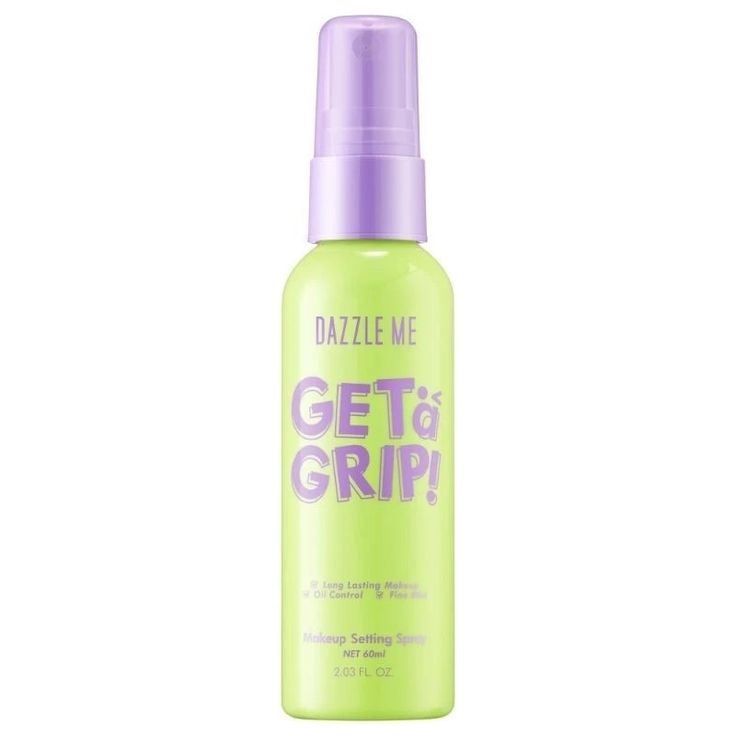 DAZZLE ME
GET a
GRIP!
Long Lasting Makeup
Oil Control Fine Mist
Makeup Setting Spray
NET 60ml
2.03 FL. OZ.